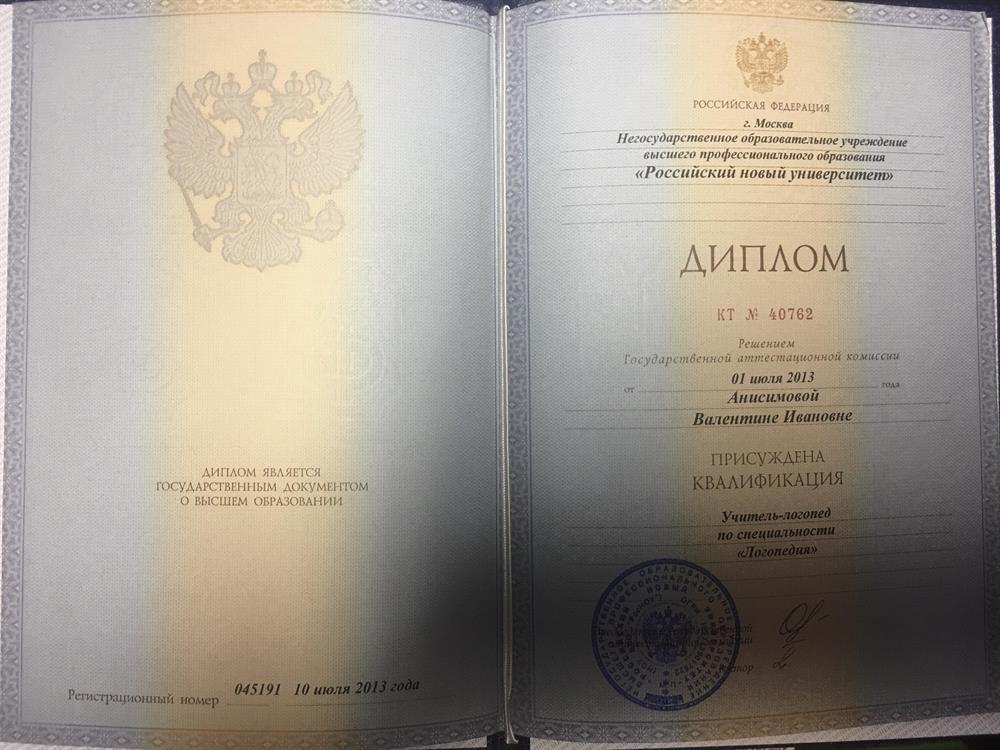 ДИПЛОМ ЯВЛЯЕТСЯ
ГОСУДАРСТВЕННЫМ ДОКУМЕНТОМ
О ВЫСШЕМ ОБРАЗОВАНИИ
Регистрационный номер 045191 10 июля 2013 года
РОССИЙСКАЯ ФЕДЕРАЦИЯ
г. Москва
Негосударственное образовательное учреждение
высшего профессионального образования
«Российский новый университет»
ДИПЛОМ
КТ № 40762
Решением
Государственной аттестационной комиссии
от 01 июля 2013 года
Анисимовой
Валентине Ивановне
ПРИСУЖДЕНА
КВАЛИФИКАЦИЯ
Учитель-логопед
по специальности
«Логопедия»